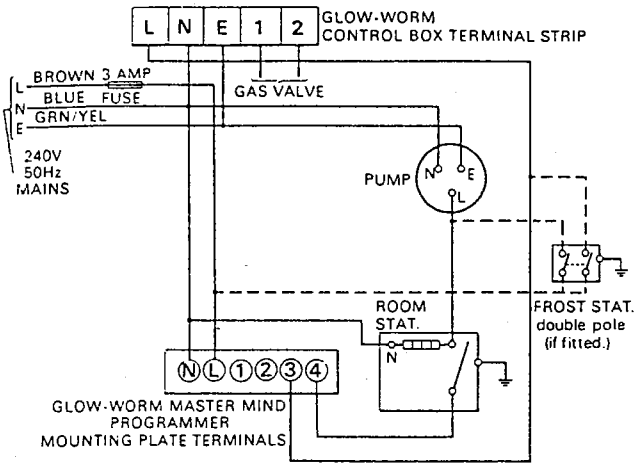 L N E 1 2
GLOW-WORM
CONTROL BOX TERMINAL STRIP
GAS VALVE
L BROWN 3 AMP
FUSE
N BLUE
E GRN/YEL
240V
50Hz
MAINS
PUMP
N E
L
ROOM
STAT.
N
FROST STAT.
double pole
(if fitted.)
N L 1 2 3 4
GLOW-WORM MASTER MIND
PROGRAMMER
MOUNTING PLATE TERMINALS